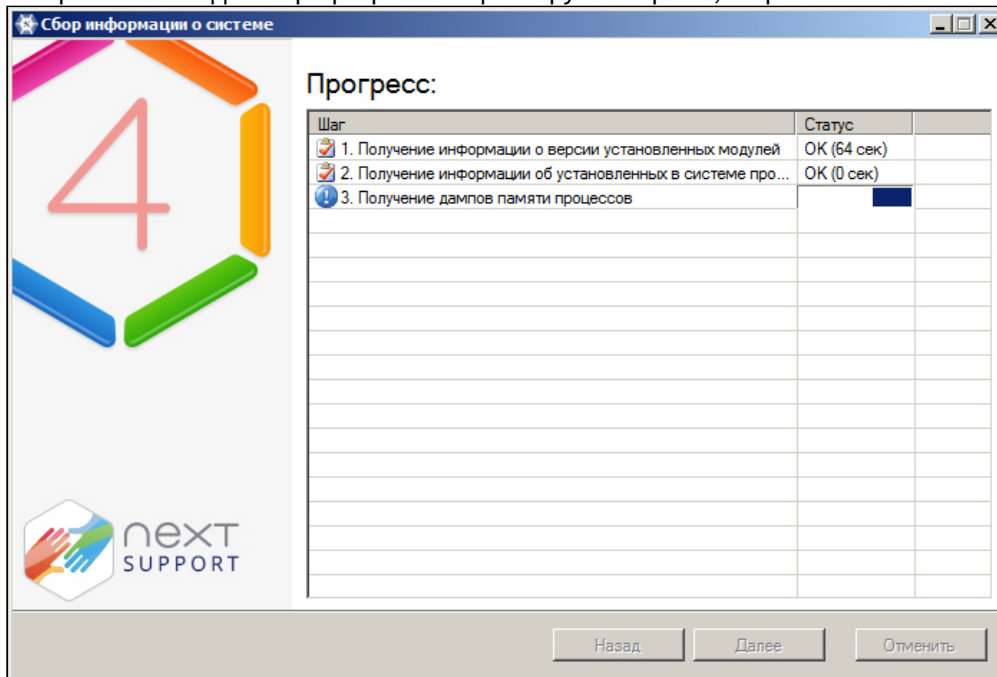 Сбор информации о системе
4
Прогресс:
Шаг Статус
1. Получение информации о версии установленных модулей OK (64 сек)
2. Получение информации об установленных в системе про... OK (0 сек)
3. Получение дампов памяти процессов
next
SUPPORT
Назад Далее Отменить